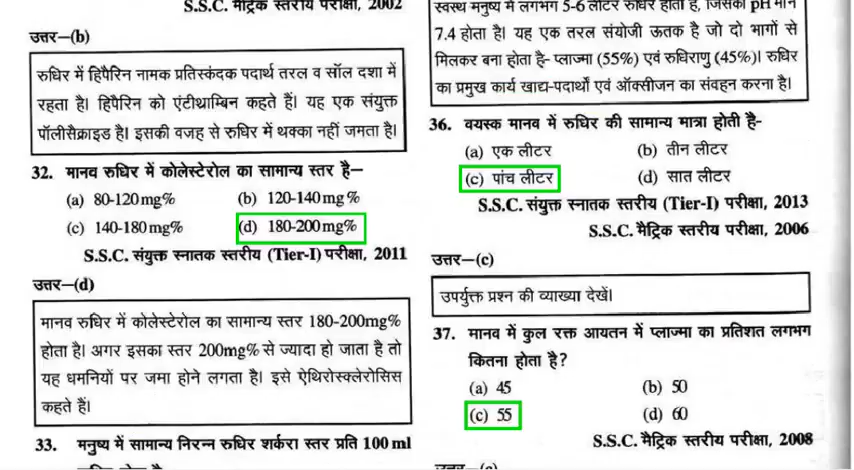 S.S.C. मैट्रिक स्तरीय परीक्षा, 2002
उत्तर—(b)
रुधिर में हिपैरिन नामक प्रतिस्कंदक पदार्थ तरल व सॉल दशा में
रहता है। हिपैरिन को एंटीथ्राम्बिन कहते हैं। यह एक संयुक्त
पॉलीसैक्राइड है। इसकी वजह से रुधिर में थक्का नहीं जमता है।
32. मानव रुधिर में कोलेस्टेरोल का सामान्य स्तर है—
(a) 80-120mg% (b) 120-140mg%
(c) 140-180mg% (d) 180-200mg%
S.S.C. संयुक्त स्नातक स्तरीय (Tier-I) परीक्षा, 2011
उत्तर—(d)
मानव रुधिर में कोलेस्टेरोल का सामान्य स्तर 180-200mg%
होता है। अगर इसका स्तर 200mg% से ज्यादा हो जाता है तो
यह धमनियों पर जमा होने लगता है। इसे ऐथिरोस्क्लेरोसिस
कहते हैं।
33. मनुष्य में सामान्य निरन्न रुधिर शर्करा स्तर प्रति 100 ml
स्वस्थ मनुष्य में लगभग 5-6 लीटर रुधिर होता है, जिसका pH मान
7.4 होता है। यह एक तरल संयोजी ऊतक है जो दो भागों से
मिलकर बना होता है- प्लाज्मा (55%) एवं रुधिराणु (45%)। रुधिर
का प्रमुख कार्य खाद्य-पदार्थों एवं ऑक्सीजन का संवहन करना है।
36. वयस्क मानव में रुधिर की सामान्य मात्रा होती है-
(a) एक लीटर (b) तीन लीटर
(c) पांच लीटर (d) सात लीटर
S.S.C. संयुक्त स्नातक स्तरीय (Tier-I) परीक्षा, 2013
S.S.C. मैट्रिक स्तरीय परीक्षा, 2006
उत्तर—(c)
उपर्युक्त प्रश्न की व्याख्या देखें।
37. मानव में कुल रक्त आयतन में प्लाज्मा का प्रतिशत लगभग
कितना होता है?
(a) 45 (b) 50
(c) 55 (d) 60
S.S.C. मैट्रिक स्तरीय परीक्षा, 2008